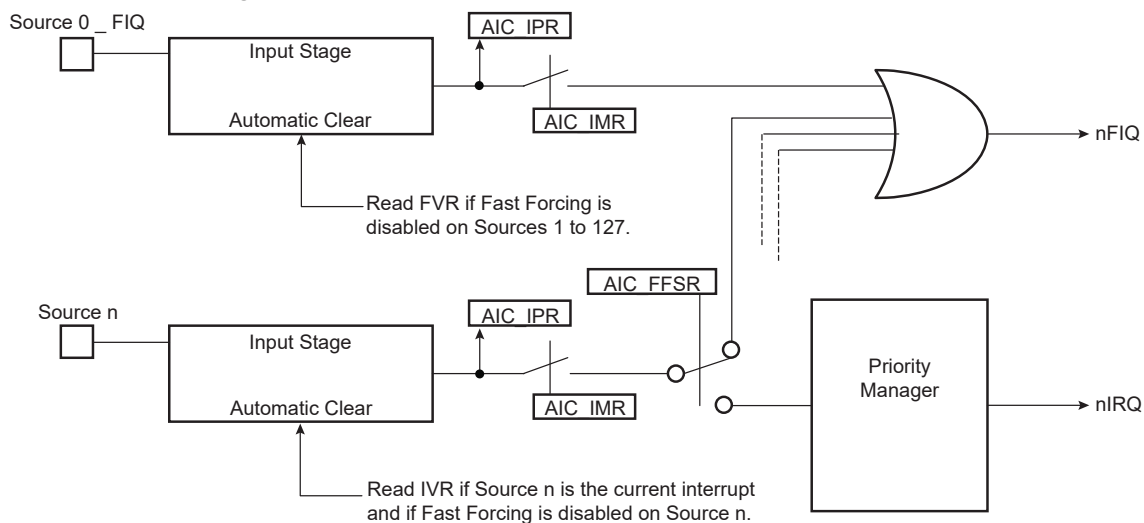 Source 0 _ FIQ
AIC_IPR
Input Stage
Automatic Clear
AIC_IMR
nFIQ
Read FVR if Fast Forcing is
disabled on Sources 1 to 127.
AIC_FFSR
Source n
AIC_IPR
Input Stage
Priority
Manager
Automatic Clear
AIC_IMR
nIRQ
Read IVR if Source n is the current interrupt
and if Fast Forcing is disabled on Source n.